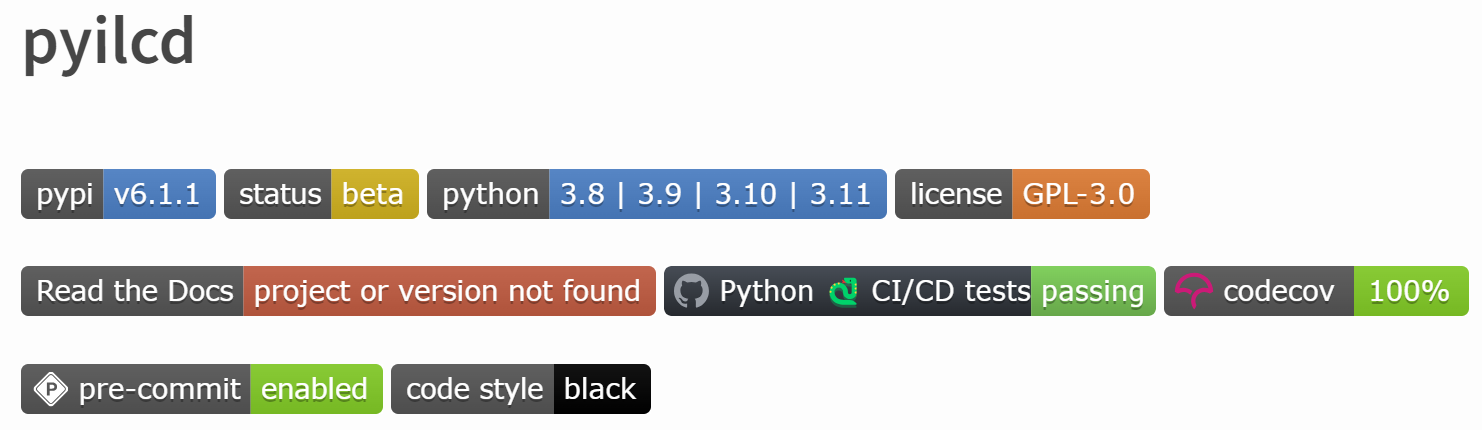 pyilcd
pypi v6.1.1 status beta python 3.8 | 3.9 | 3.10 | 3.11 license GPL-3.0
Read the Docs project or version not found Python CI/CD tests passing codecov 100%
P pre-commit enabled code style black